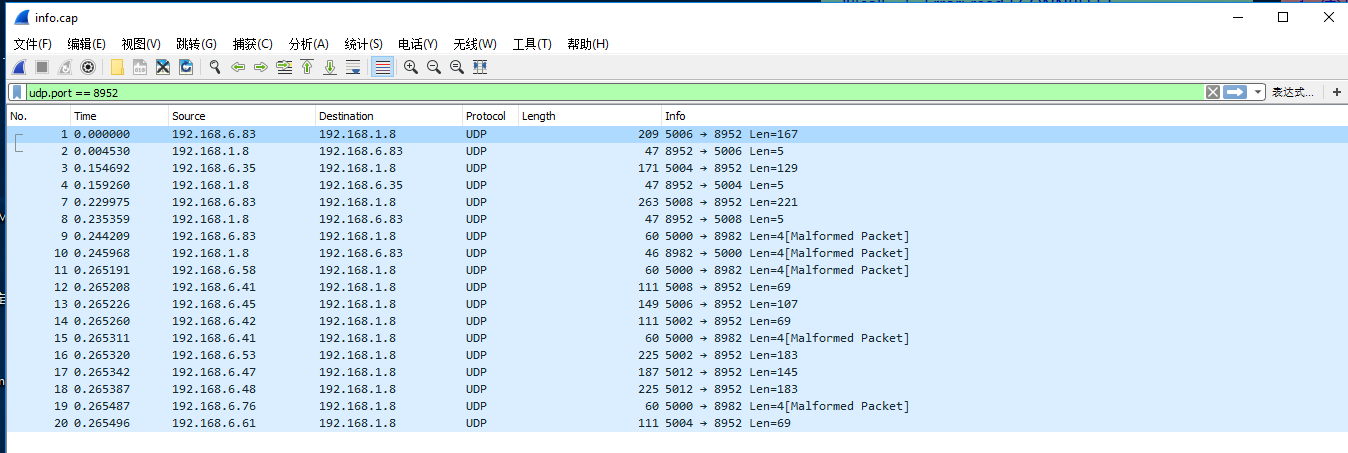 info.cap
文件(F) 编辑(E) 视图(V) 跳转(G) 捕获(C) 分析(A) 统计(S) 电话(Y) 无线(W) 工具(T) 帮助(H)
udp.port == 8952 表达式… +
No. Time Source Destination Protocol Length Info
1 0.000000 192.168.6.83 192.168.1.8 UDP 209 5006 → 8952 Len=167
2 0.004530 192.168.1.8 192.168.6.83 UDP 47 8952 → 5006 Len=5
3 0.154692 192.168.6.35 192.168.1.8 UDP 171 5004 → 8952 Len=129
4 0.159260 192.168.1.8 192.168.6.35 UDP 47 8952 → 5004 Len=5
7 0.229975 192.168.6.83 192.168.1.8 UDP 263 5008 → 8952 Len=221
8 0.235359 192.168.1.8 192.168.6.83 UDP 47 8952 → 5008 Len=5
9 0.244209 192.168.6.83 192.168.1.8 UDP 60 5000 → 8982 Len=4[Malformed Packet]
10 0.245968 192.168.1.8 192.168.6.83 UDP 46 8982 → 5000 Len=4[Malformed Packet]
11 0.265191 192.168.6.58 192.168.1.8 UDP 60 5000 → 8982 Len=4[Malformed Packet]
12 0.265208 192.168.6.41 192.168.1.8 UDP 111 5008 → 8952 Len=69
13 0.265226 192.168.6.45 192.168.1.8 UDP 149 5006 → 8952 Len=107
14 0.265260 192.168.6.42 192.168.1.8 UDP 111 5002 → 8952 Len=69
15 0.265311 192.168.6.41 192.168.1.8 UDP 60 5000 → 8982 Len=4[Malformed Packet]
16 0.265320 192.168.6.53 192.168.1.8 UDP 225 5002 → 8952 Len=183
17 0.265342 192.168.6.47 192.168.1.8 UDP 187 5012 → 8952 Len=145
18 0.265387 192.168.6.48 192.168.1.8 UDP 225 5012 → 8952 Len=183
19 0.265487 192.168.6.76 192.168.1.8 UDP 60 5000 → 8982 Len=4[Malformed Packet]
20 0.265496 192.168.6.61 192.168.1.8 UDP 111 5004 → 8952 Len=69